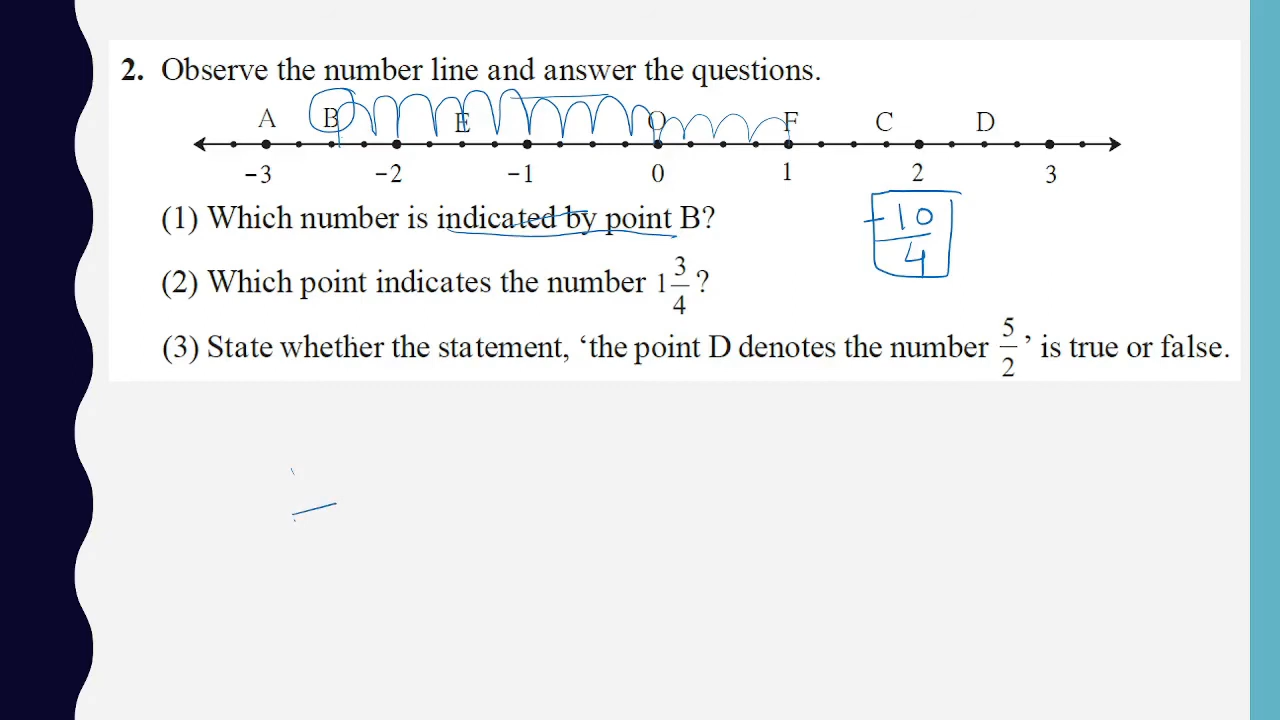 2. Observe the number line and answer the questions.
A B E O F C D
-3 -2 -1 0 1 2 3
(1) Which number is indicated by point B?
-10/4
(2) Which point indicates the number 1 3/4 ?
(3) State whether the statement, ‘the point D denotes the number 5/2 ’ is true or false.